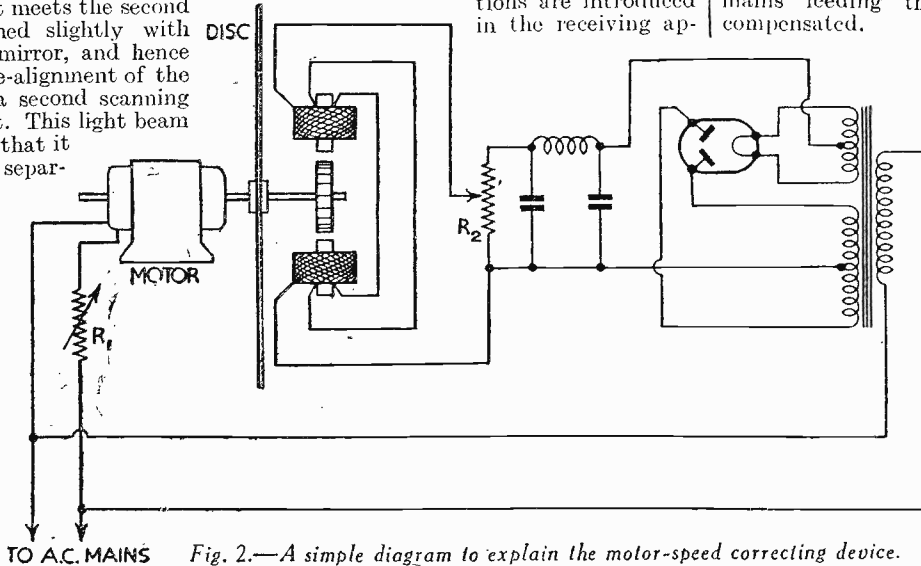 meets the second
slightly with
mirror, and hence
e-alignment of the
a second scanning
This light beam
that it
separ-
tions are introduced
in the receiving ap-
mains feeding
compensated.
DISC
MOTOR
R₁
R₂
TO A.C. MAINS
Fig. 2.—A simple diagram to explain the motor-speed correcting device.